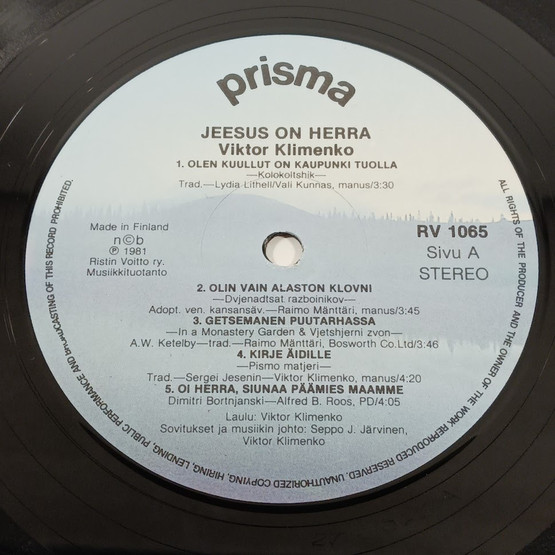 prisma
JEESUS ON HERRA
Viktor Klimenko
1. OLEN KUULLUT ON KAUPUNKI TUOLLA
—Kolokoltshik—
Trad.—Lydia Lithell/Vali Kunnas, manus/3:30
Made in Finland
n©b
℗ 1981
Ristin Voitto ry.
Musiikkituotanto
RV 1065
Sivu A
STEREO
2. OLIN VAIN ALASTON KLOVNI
—Dvjenadtsat razboinikov—
Adopt. ven. kansansäv.—Raimo Mänttäri, manus/3:45
3. GETSEMANEN PUUTARHASSA
—In a Monastery Garden & Vjetshjerni zvon—
A.W. Ketelby—trad.—Raimo Mänttäri, Bosworth Co.Ltd/3:46
4. KIRJE ÄIDILLE
—Pismo matjeri—
Trad.—Sergei Jesenin—Viktor Klimenko, manus/4:20
5. OI HERRA, SIUNAA PÄÄMIES MAAMME
Dimitri Bortnjanski—Alfred B. Roos, PD/4:05
Laulu: Viktor Klimenko
Sovitukset ja musiikin johto: Seppo J. Järvinen,
Viktor Klimenko
ALL RIGHTS OF THE PRODUCER AND THE OWNER OF THE WORK REPRODUCED RESERVED. UNAUTHORIZED COPYING, HIRING, LENDING, PUBLIC PERFORMANCE AND BROADCASTING OF THIS RECORD PROHIBITED.